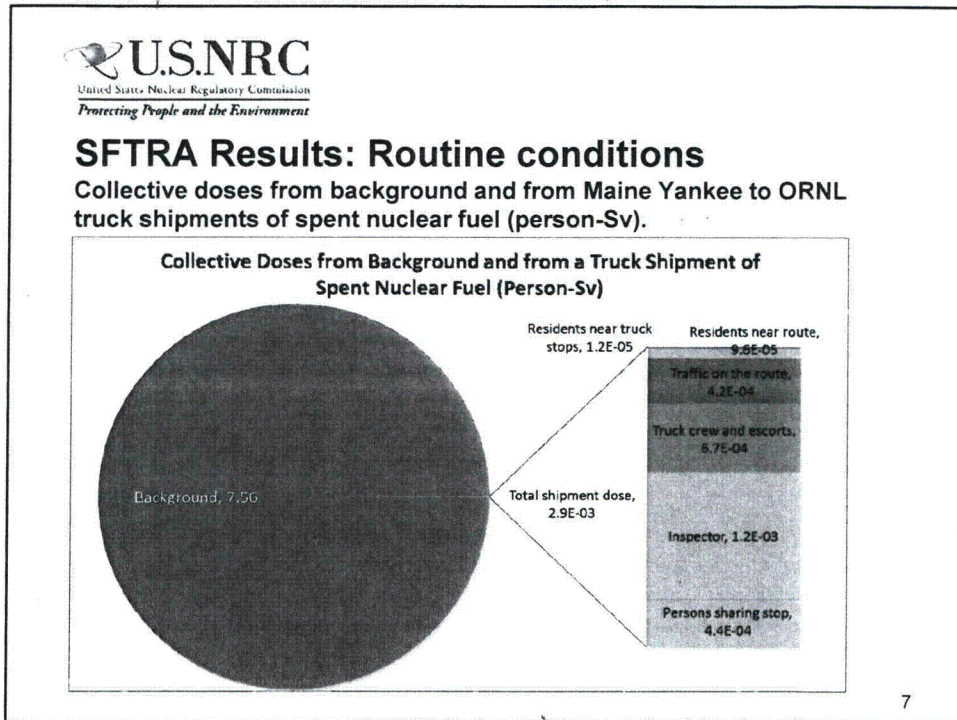 U.S.NRC
United States Nuclear Regulatory Commission
Protecting People and the Environment
SFTRA Results: Routine conditions
Collective doses from background and from Maine Yankee to ORNL
truck shipments of spent nuclear fuel (person-Sv).
Collective Doses from Background and from a Truck Shipment of
Spent Nuclear Fuel (Person-Sv)
Residents near truck
stops, 1.2E-05
Residents near route,
9.6E-05
Traffic on the route,
4.2E-04
Truck crew and escorts,
6.7E-04
Background, 7.56
Total shipment dose,
2.9E-03
Inspector, 1.2E-03
Persons sharing stop,
4.4E-04
7